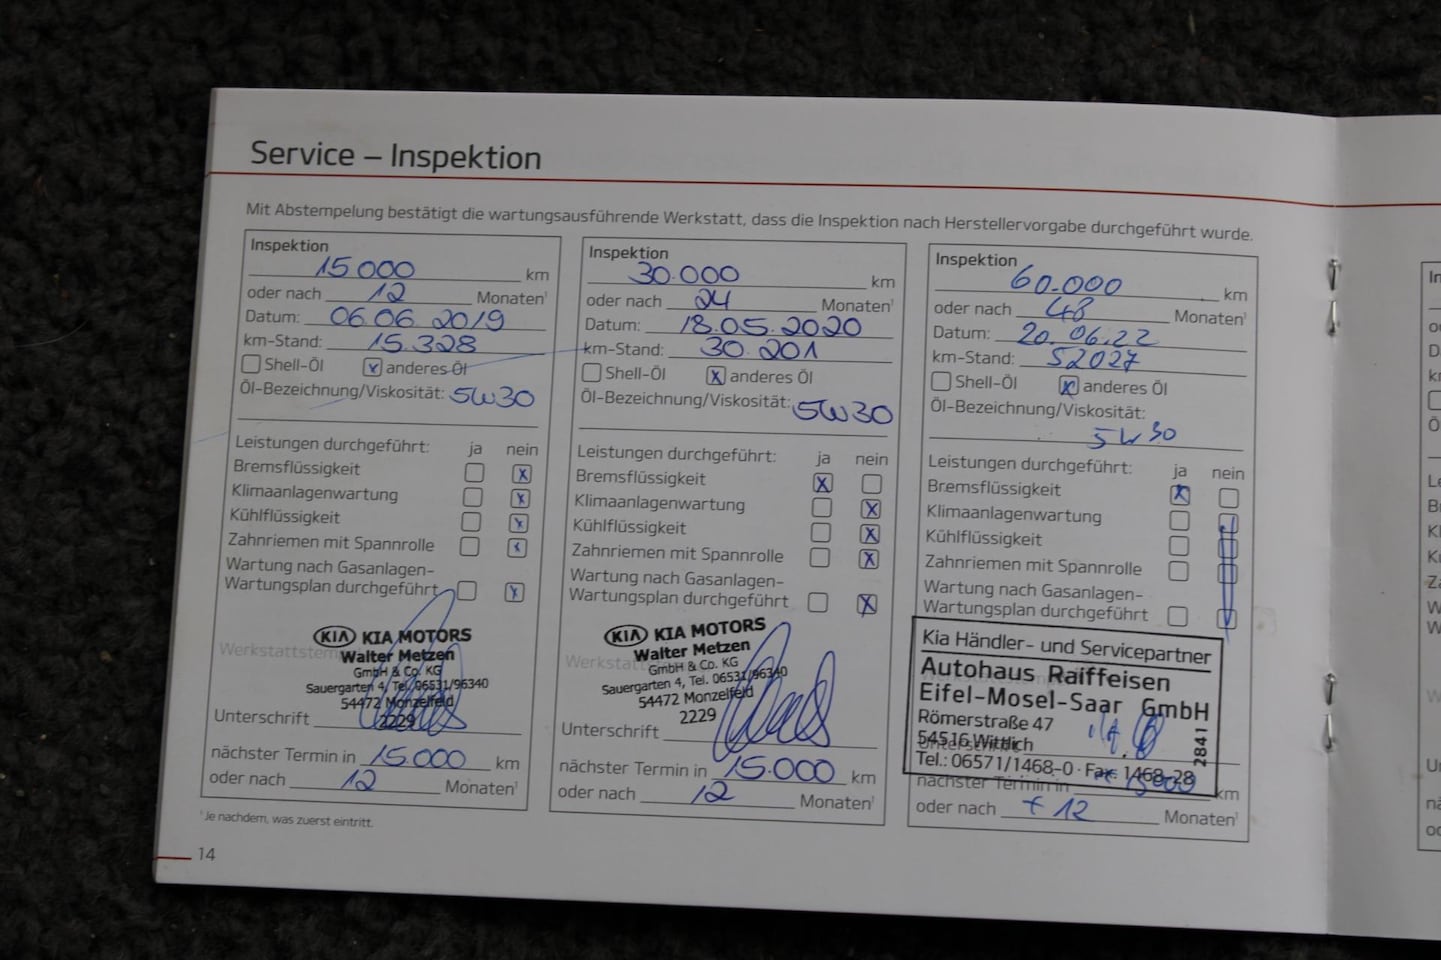 Service – Inspektion
Mit Abstempelung bestätigt die wartungsausführende Werkstatt, dass die Inspektion nach Herstellervorgabe durchgeführt wurde.
Inspektion
15000 km
oder nach 12 Monaten¹
Datum: 06.06.2019
km-Stand: 15.328
Shell-Öl x anderes Öl
Öl-Bezeichnung/Viskosität: 5W30
Leistungen durchgeführt: ja nein
Bremsflüssigkeit x
Klimaanlagenwartung x
Kühlflüssigkeit x
Zahnriemen mit Spannrolle x
Wartung nach Gasanlagen-
Wartungsplan durchgeführt x
KIA KIA MOTORS
Walter Metzen
GmbH & Co. KG
Sauergarten 4, Tel. 06531/96340
54472 Monzelfeld
2229
Werkstattstem
Unterschrift
nächster Termin in 15.000 km
oder nach 12 Monaten¹
Inspektion
30.000 km
oder nach 24 Monaten¹
Datum: 18.05.2020
km-Stand: 30.201
Shell-Öl x anderes Öl
Öl-Bezeichnung/Viskosität: 5W30
Leistungen durchgeführt: ja nein
Bremsflüssigkeit x
Klimaanlagenwartung x
Kühlflüssigkeit x
Zahnriemen mit Spannrolle x
Wartung nach Gasanlagen-
Wartungsplan durchgeführt x
KIA KIA MOTORS
Walter Metzen
GmbH & Co. KG
Sauergarten 4, Tel. 06531/96340
54472 Monzelfeld
2229
Unterschrift
nächster Termin in 15.000 km
oder nach 12 Monaten¹
Inspektion
60.000 km
oder nach 48 Monaten¹
Datum: 20.06.22
km-Stand: 52027
Shell-Öl x anderes Öl
Öl-Bezeichnung/Viskosität:
5W30
Leistungen durchgeführt: ja nein
Bremsflüssigkeit x
Klimaanlagenwartung
Kühlflüssigkeit
Zahnriemen mit Spannrolle
Wartung nach Gasanlagen-
Wartungsplan durchgeführt
Kia Händler- und Servicepartner
Autohaus Raiffeisen
Eifel-Mosel-Saar GmbH
Römerstraße 47
54516 Wittlich
Tel.: 06571/1468-0 · Fax: 1468-28
2841
nächster Termin in + 15000 km
oder nach + 12 Monaten¹
¹ Je nachdem, was zuerst eintritt.
14